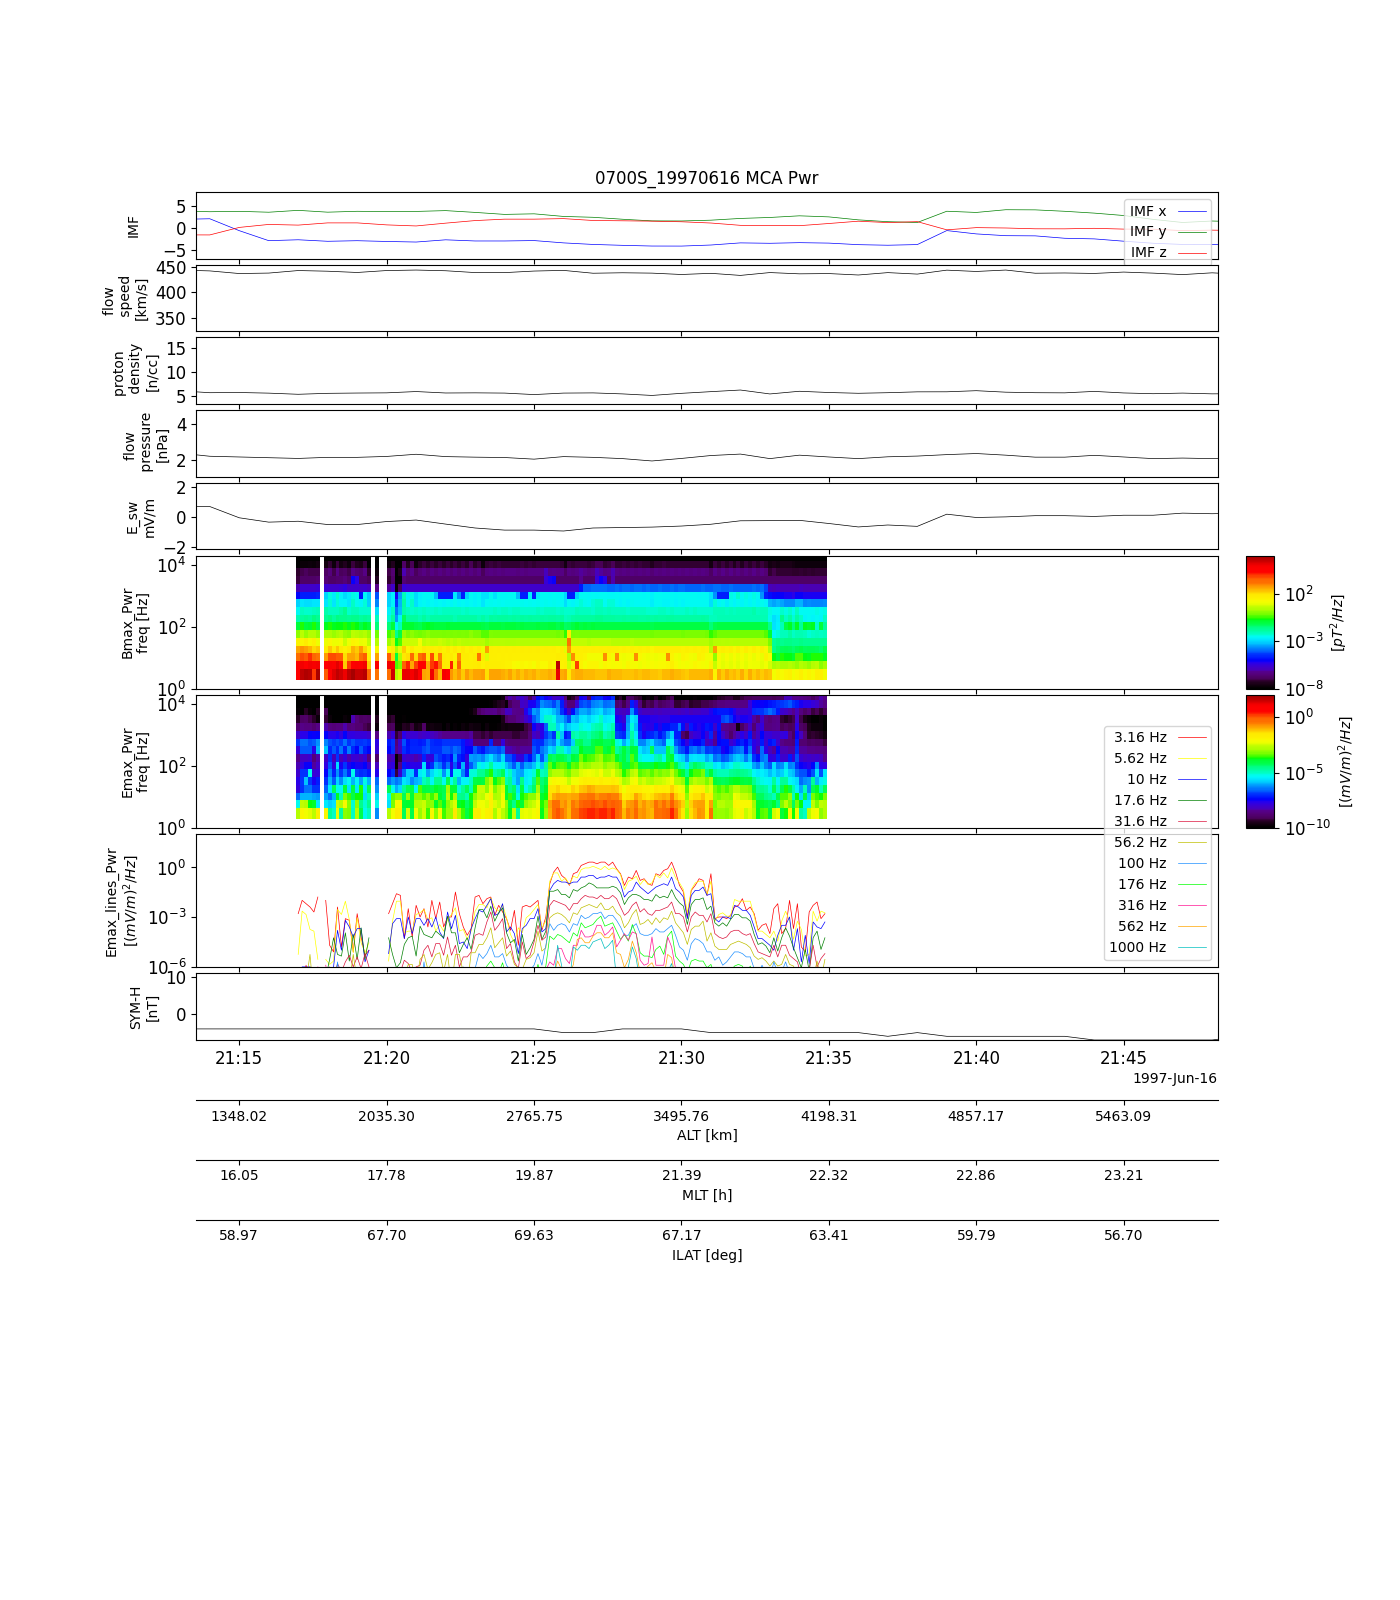 0700S_19970616 MCA Pwr
IMF
5
0
−5
IMF x
IMF y
IMF z
flow
speed
[km/s]
450
400
350
proton
density
[n/cc]
15
10
5
flow
pressure
[nPa]
4
2
E_sw
mV/m
2
0
−2
Bmax_Pwr
freq [Hz]
10^4
10^2
10^0
10^2
10^−3
10^−8
[pT^2/Hz]
Emax_Pwr
freq [Hz]
10^4
10^2
10^0
10^0
10^−5
10^−10
[(mV/m)^2/Hz]
3.16 Hz
5.62 Hz
10 Hz
17.6 Hz
31.6 Hz
56.2 Hz
100 Hz
176 Hz
316 Hz
562 Hz
1000 Hz
Emax_lines_Pwr
[(mV/m)^2/Hz]
10^0
10^−3
10^−6
SYM-H
[nT]
10
0
21:15 21:20 21:25 21:30 21:35 21:40 21:45
1997-Jun-16
1348.02 2035.30 2765.75 3495.76 4198.31 4857.17 5463.09
ALT [km]
16.05 17.78 19.87 21.39 22.32 22.86 23.21
MLT [h]
58.97 67.70 69.63 67.17 63.41 59.79 56.70
ILAT [deg]